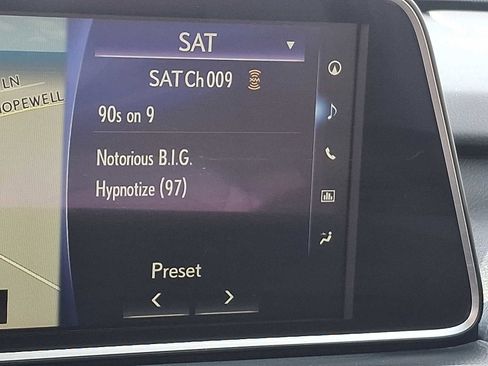 SAT
SAT Ch 009
LN
HOPEWELL
90s on 9
Notorious B.I.G.
Hypnotize (97)
Preset
< >